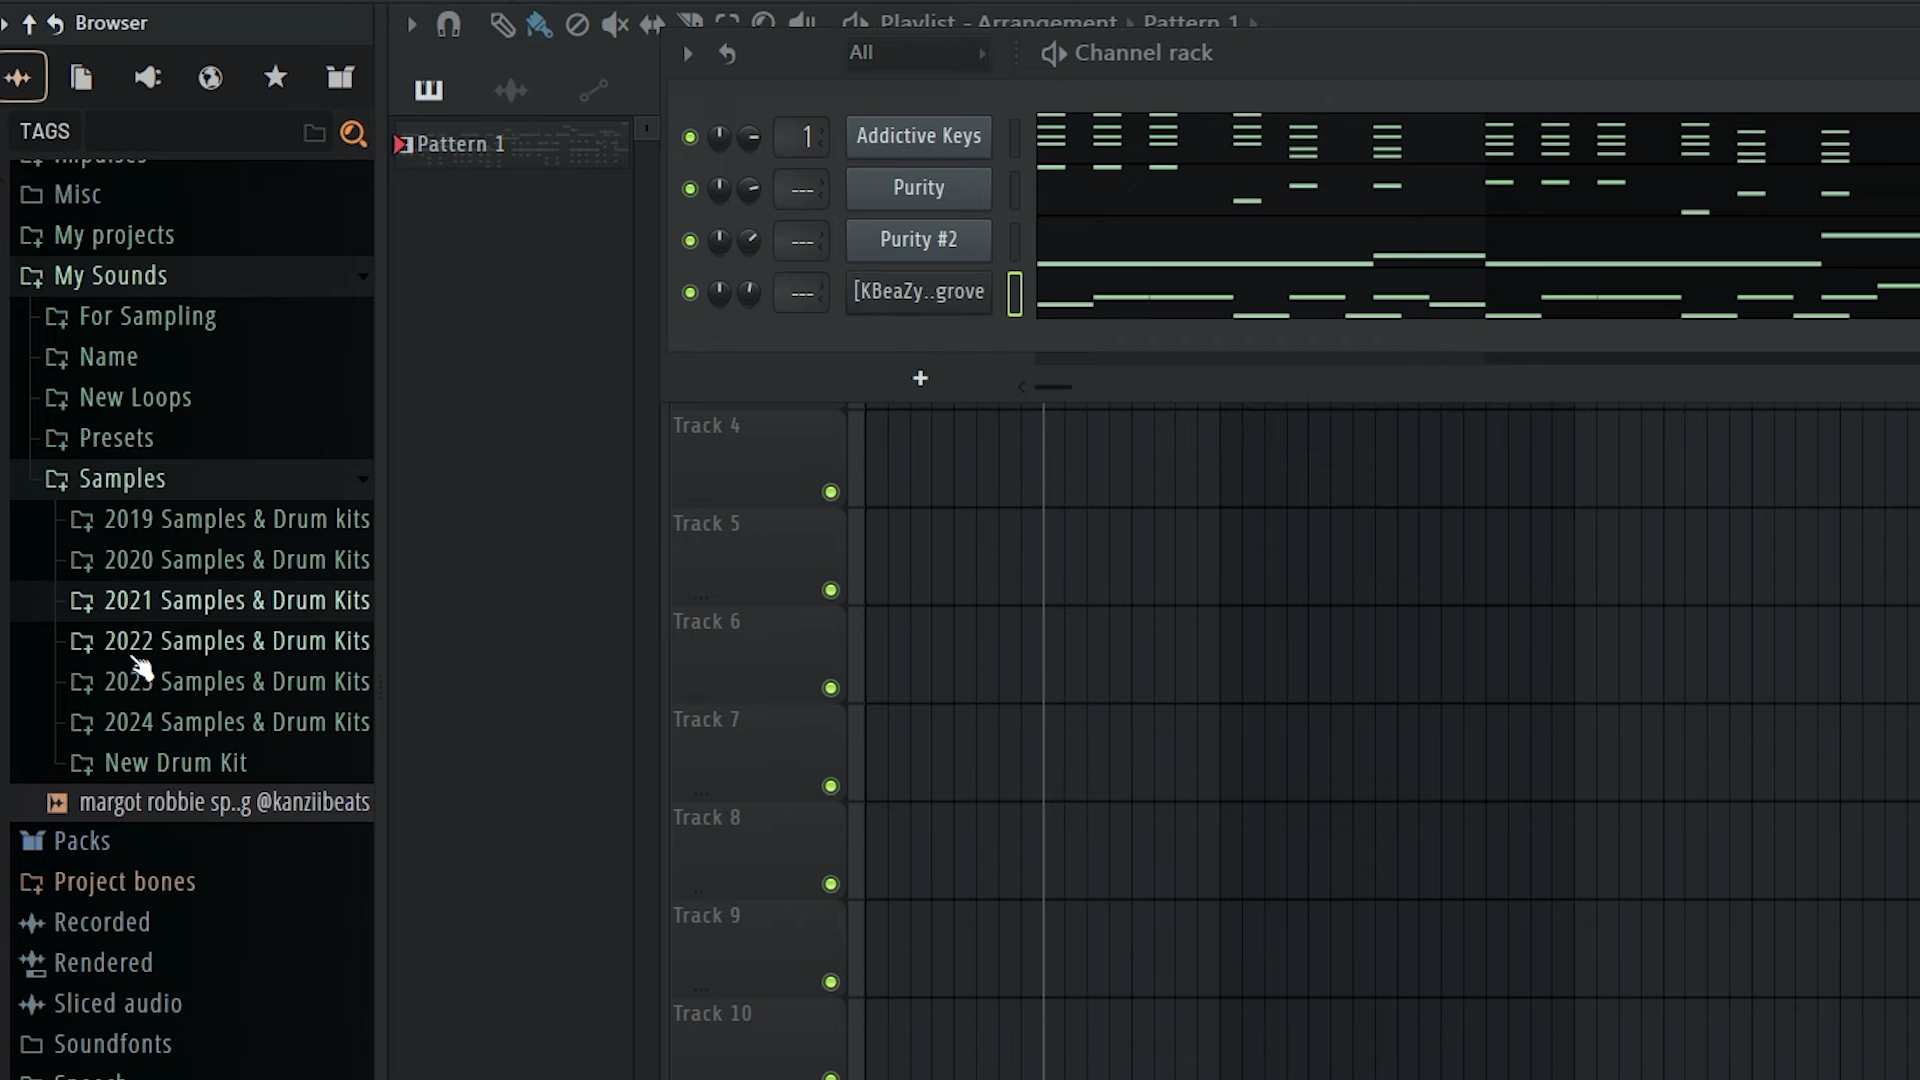 Browser
TAGS
Impulses
Misc
My projects
My Sounds
For Sampling
Name
New Loops
Presets
Samples
2019 Samples & Drum kits
2020 Samples & Drum Kits
2021 Samples & Drum Kits
2022 Samples & Drum Kits
2023 Samples & Drum Kits
2024 Samples & Drum Kits
New Drum Kit
margot robbie sp..g @kanziibeats
Packs
Project bones
Recorded
Rendered
Sliced audio
Soundfonts
Speech
Playlist - Arrangement › Pattern 1 ›
Pattern 1
All
Channel rack
1 Addictive Keys
--- Purity
--- Purity #2
--- [KBeaZy..grove
+
Track 4
Track 5
Track 6
Track 7
Track 8
Track 9
Track 10